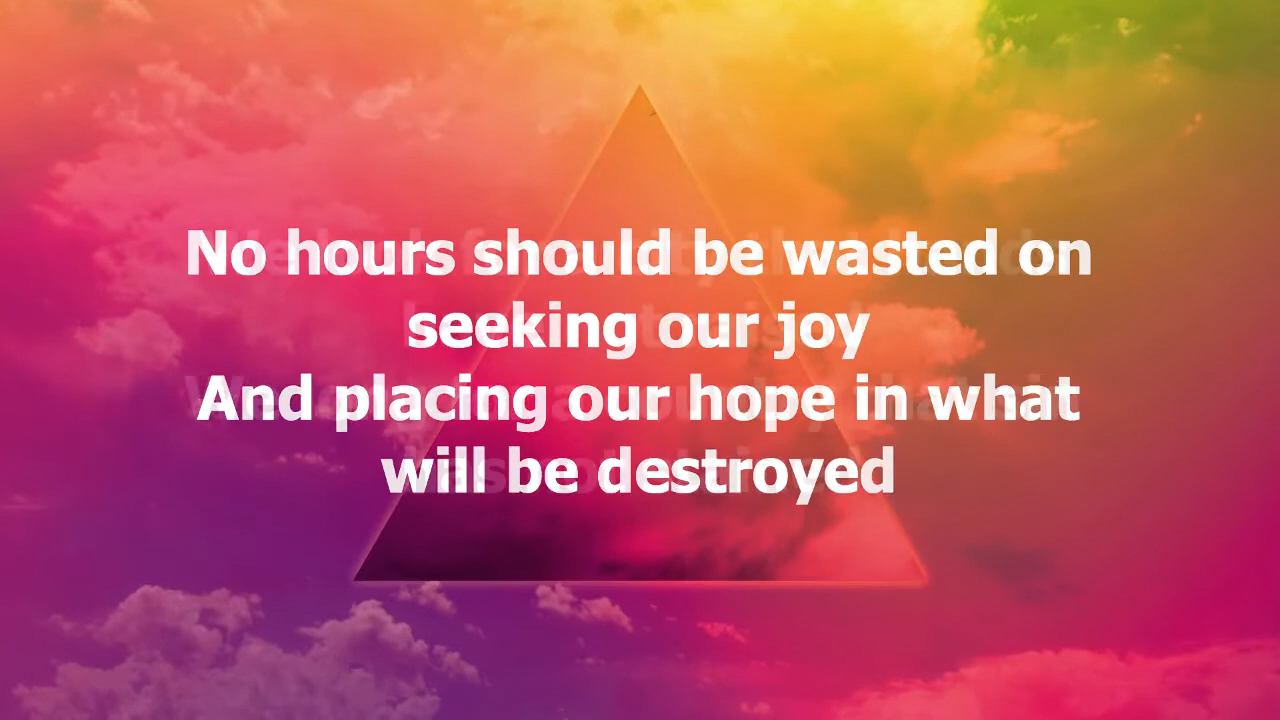 No hours should be wasted on
seeking our joy
And placing our hope in what
will be destroyed